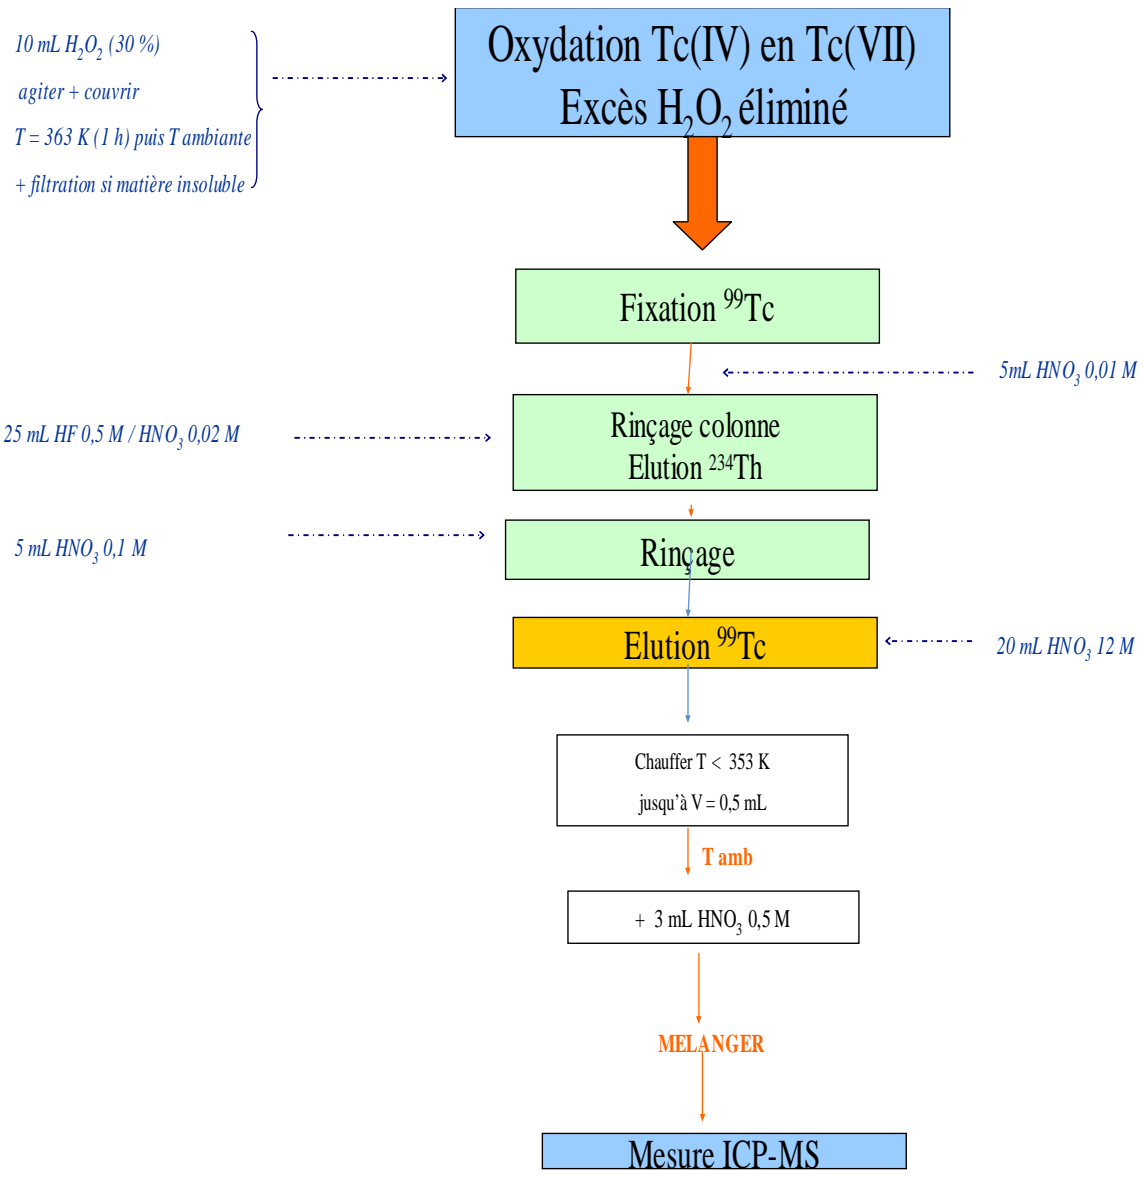 10 mL H₂O₂ (30 %)
agiter + couvrir
T = 363 K (1 h) puis T ambiante
+ filtration si matière insoluble
Oxydation Tc(IV) en Tc(VII)
Excès H₂O₂ éliminé
Fixation ⁹⁹Tc
5mL HNO₃ 0,01 M
25 mL HF 0,5 M / HNO₃ 0,02 M
Rinçage colonne
Elution ²³⁴Th
5 mL HNO₃ 0,1 M
Rinçage
Elution ⁹⁹Tc
20 mL HNO₃ 12 M
Chauffer T < 353 K
jusqu’à V = 0,5 mL
T amb
+ 3 mL HNO₃ 0,5 M
MELANGER
Mesure ICP-MS